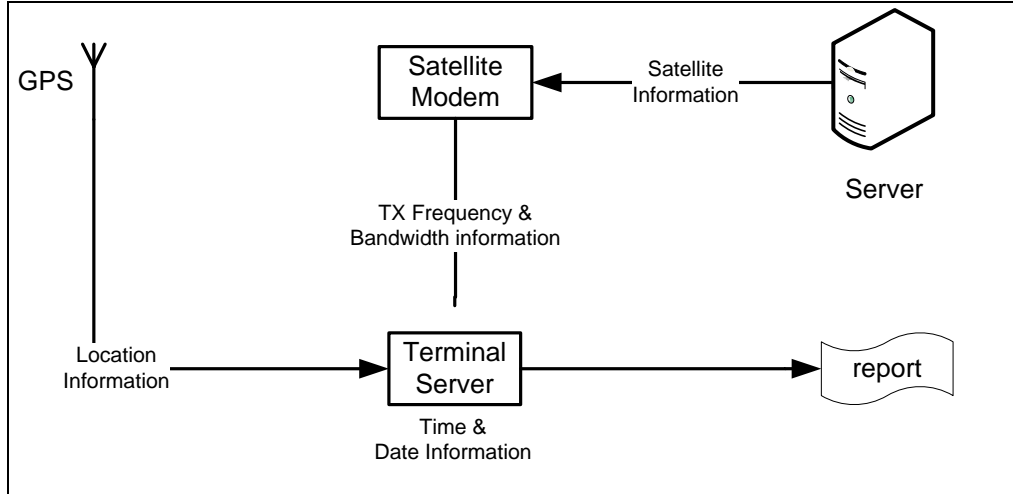 GPS
Satellite
Modem
Satellite
Information
Server
TX Frequency &
Bandwidth information
Location
Information
Terminal
Server
report
Time &
Date Information